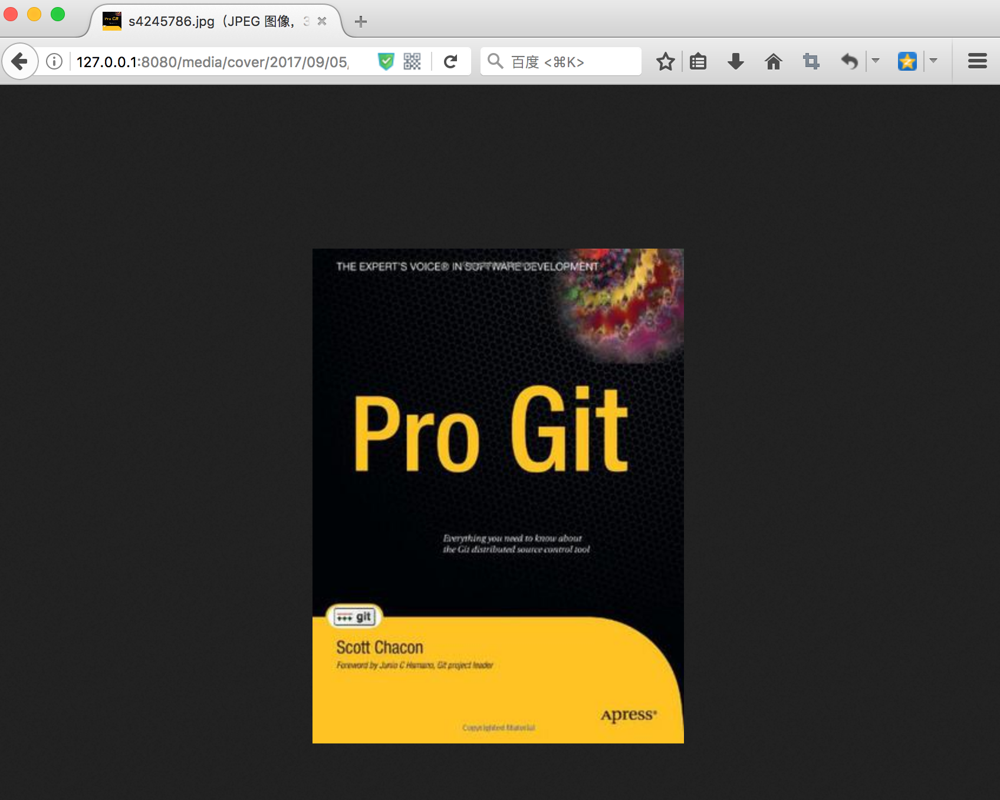 s4245786.jpg（JPEG 图像，3
127.0.0.1:8080/media/cover/2017/09/05/
百度 <⌘K>
THE EXPERT'S VOICE® IN SOFTWARE DEVELOPMENT
Pro Git
Everything you need to know about
the Git distributed source control tool
git
Scott Chacon
Foreword by Junio C Hamano, Git project leader
Apress®
Copyrighted Material